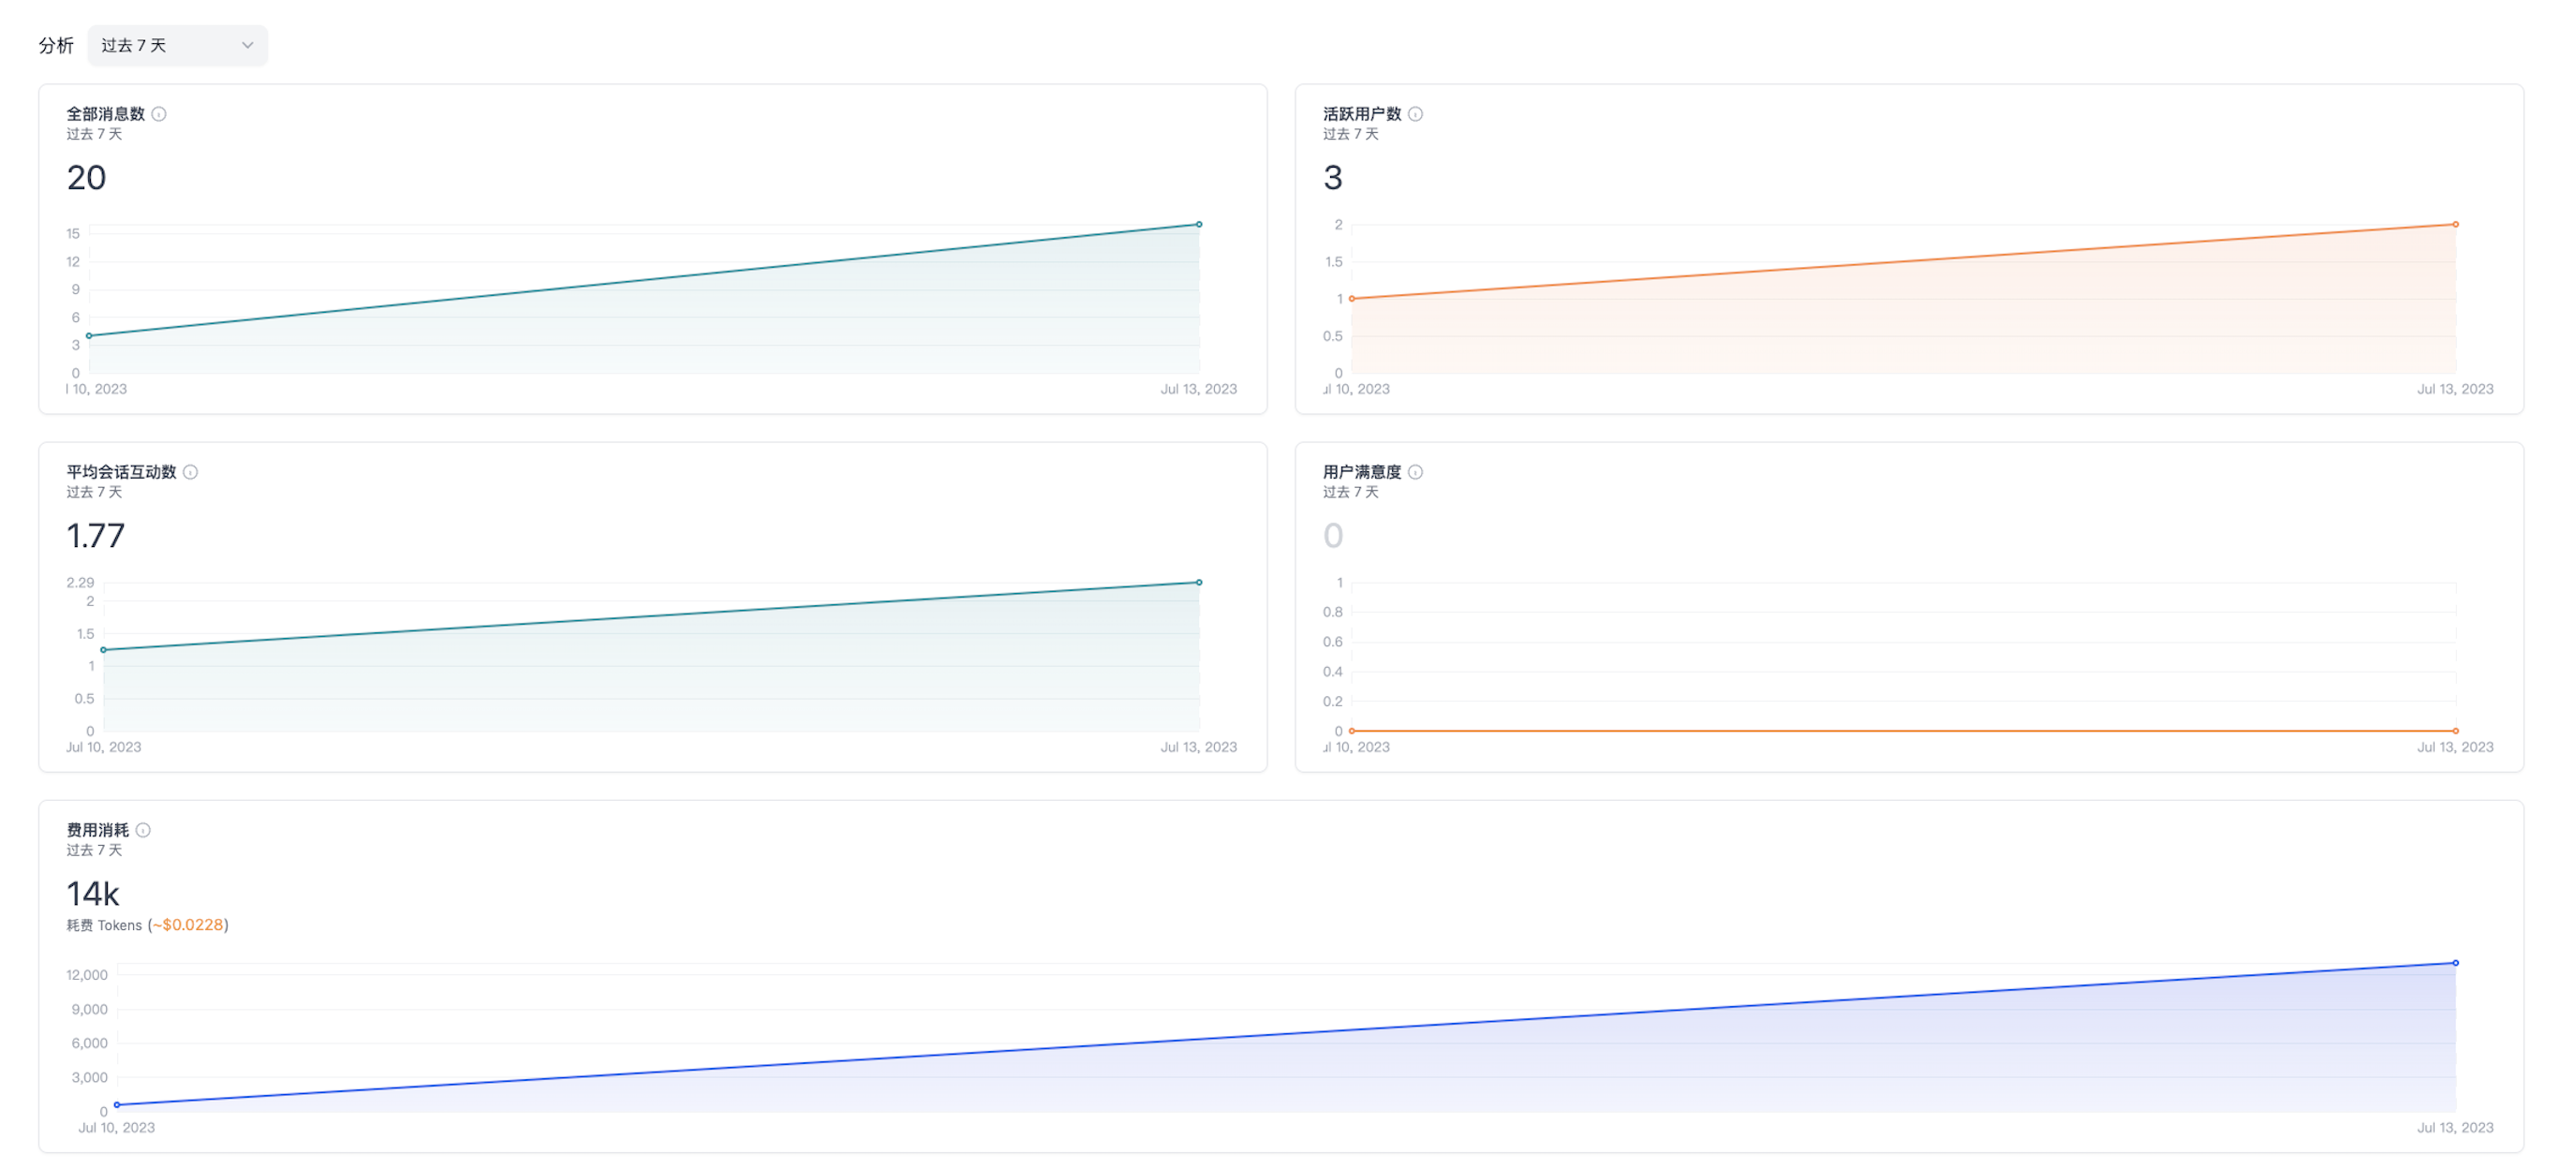 分析 过去 7 天
全部消息数
过去 7 天
20
15
12
9
6
3
0
l 10, 2023 Jul 13, 2023
活跃用户数
过去 7 天
3
2
1.5
1
0.5
0
ul 10, 2023 Jul 13, 2023
平均会话互动数
过去 7 天
1.77
2.29
2
1.5
1
0.5
0
Jul 10, 2023 Jul 13, 2023
用户满意度
过去 7 天
0
1
0.8
0.6
0.4
0.2
0
ul 10, 2023 Jul 13, 2023
费用消耗
过去 7 天
14k
耗费 Tokens (~$0.0228)
12,000
9,000
6,000
3,000
0
Jul 10, 2023 Jul 13, 2023